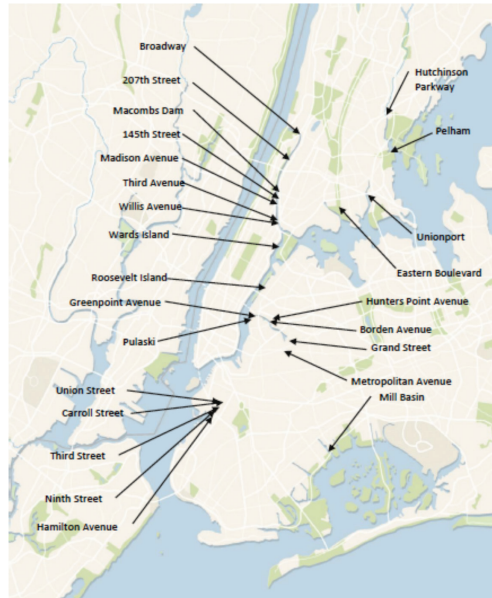 Broadway
207th Street
Macombs Dam
145th Street
Madison Avenue
Third Avenue
Willis Avenue
Wards Island
Roosevelt Island
Greenpoint Avenue
Pulaski
Union Street
Carroll Street
Third Street
Ninth Street
Hamilton Avenue
Hutchinson
Parkway
Pelham
Unionport
Eastern Boulevard
Hunters Point Avenue
Borden Avenue
Grand Street
Metropolitan Avenue
Mill Basin